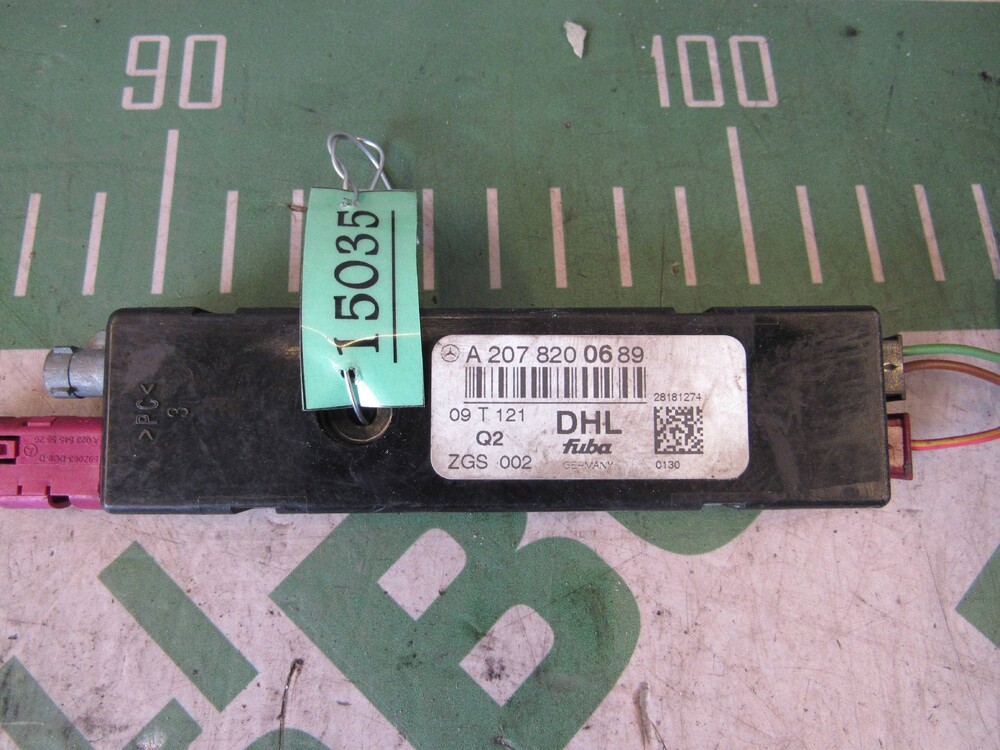 90
100
15035
A 207 820 06 89
28181274
09 T 121
DHL
Q2
fuba
ZGS 002
GERMANY
0130
>PC<
3